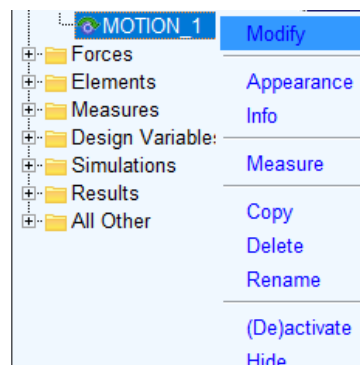 MOTION_1
Forces
Elements
Measures
Design Variable
Simulations
Results
All Other
Modify
Appearance
Info
Measure
Copy
Delete
Rename
(De)activate
Hide